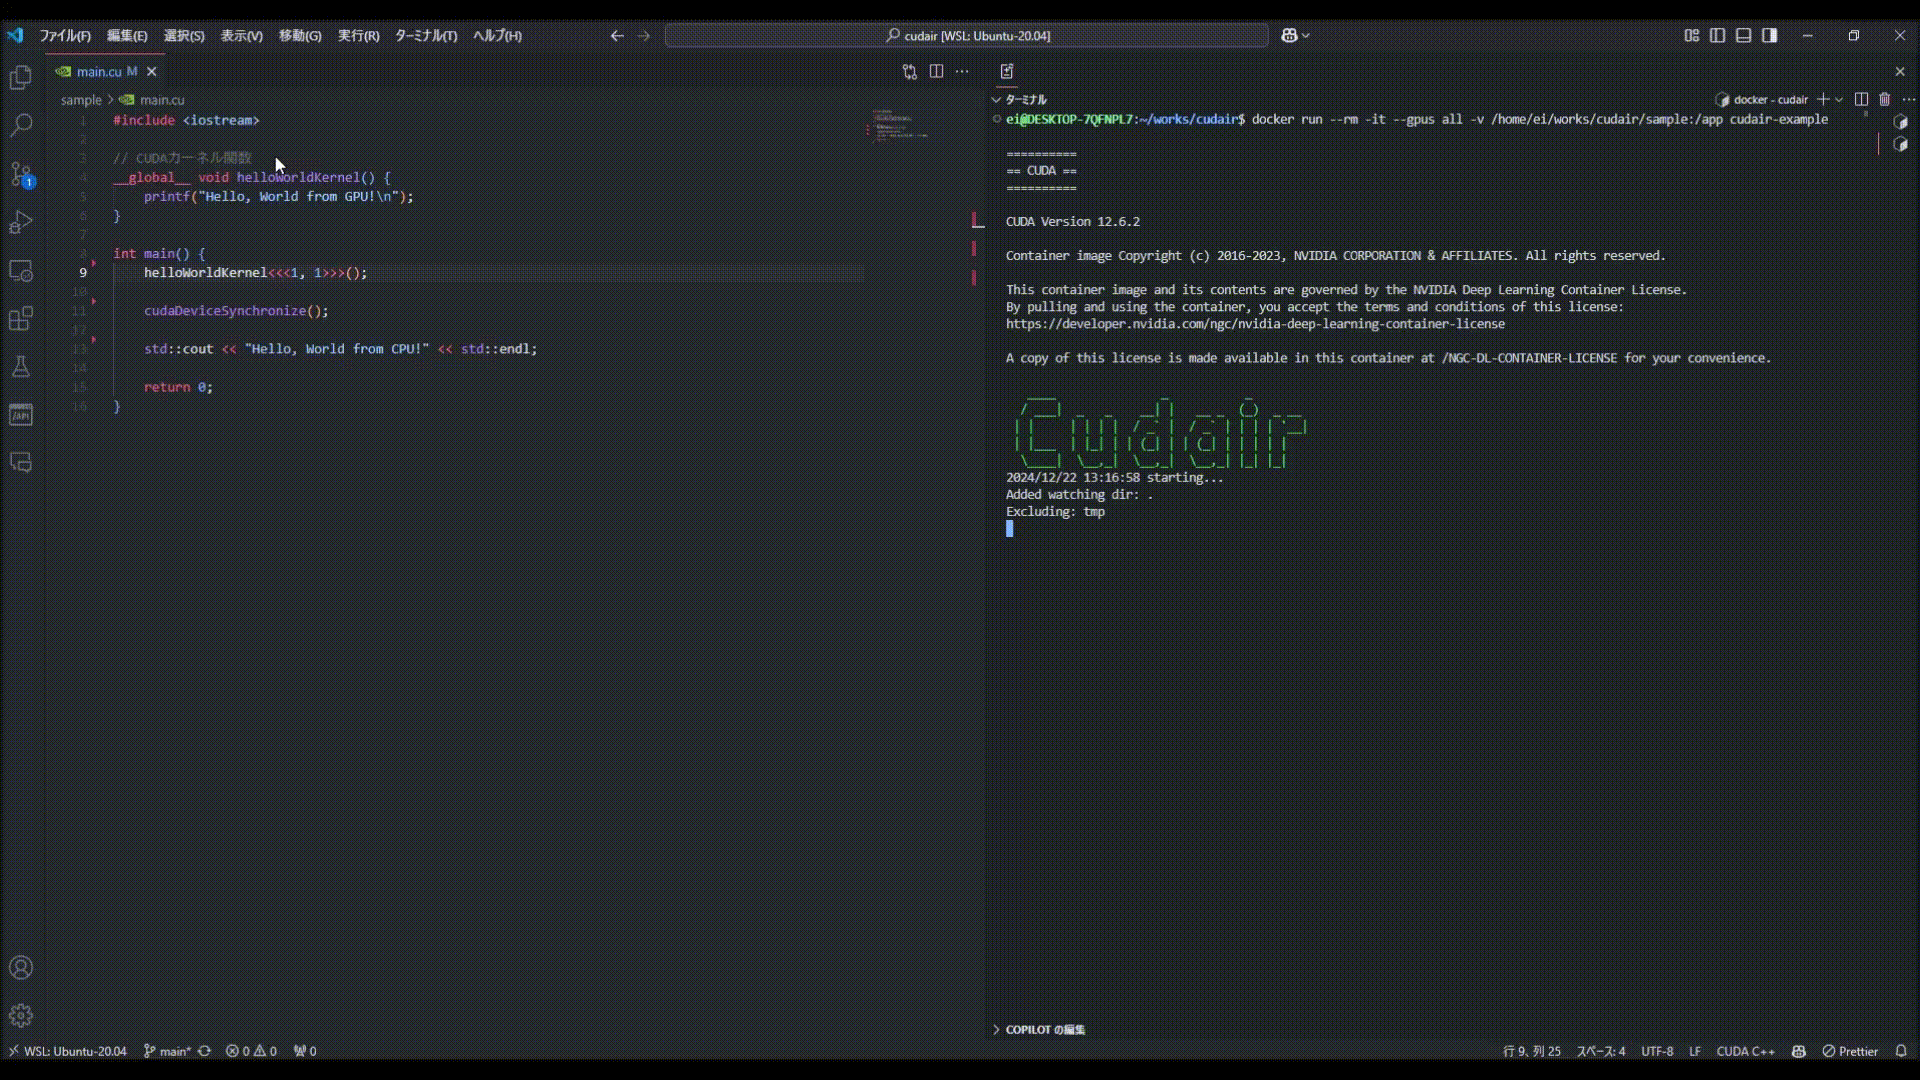 ファイル(F) 編集(E) 選択(S) 表示(V) 移動(G) 実行(R) ターミナル(T) ヘルプ(H) cudair [WSL: Ubuntu-20.04]
main.cu M
sample > main.cu
1 #include <iostream>
2
3 // CUDAカーネル関数
4 __global__ void helloWorldKernel() {
5 printf("Hello, World from GPU!\n");
6 }
7
8 int main() {
9 helloWorldKernel<<<1, 1>>>();
10
11 cudaDeviceSynchronize();
12
13 std::cout << "Hello, World from CPU!" << std::endl;
14
15 return 0;
16 }
ターミナル docker - cudair
ei@DESKTOP-7QFNPL7:~/works/cudair$ docker run --rm -it --gpus all -v /home/ei/works/cudair/sample:/app cudair-example
==========
== CUDA ==
==========
CUDA Version 12.6.2
Container image Copyright (c) 2016-2023, NVIDIA CORPORATION & AFFILIATES. All rights reserved.
This container image and its contents are governed by the NVIDIA Deep Learning Container License.
By pulling and using the container, you accept the terms and conditions of this license:
https://developer.nvidia.com/ngc/nvidia-deep-learning-container-license
A copy of this license is made available in this container at /NGC-DL-CONTAINER-LICENSE for your convenience.
Cudair
2024/12/22 13:16:58 starting...
Added watching dir: .
Excluding: tmp
COPILOT の編集
1
/API
WSL: Ubuntu-20.04 main* 0 0 0 行 9、列 25 スペース: 4 UTF-8 LF CUDA C++ Prettier